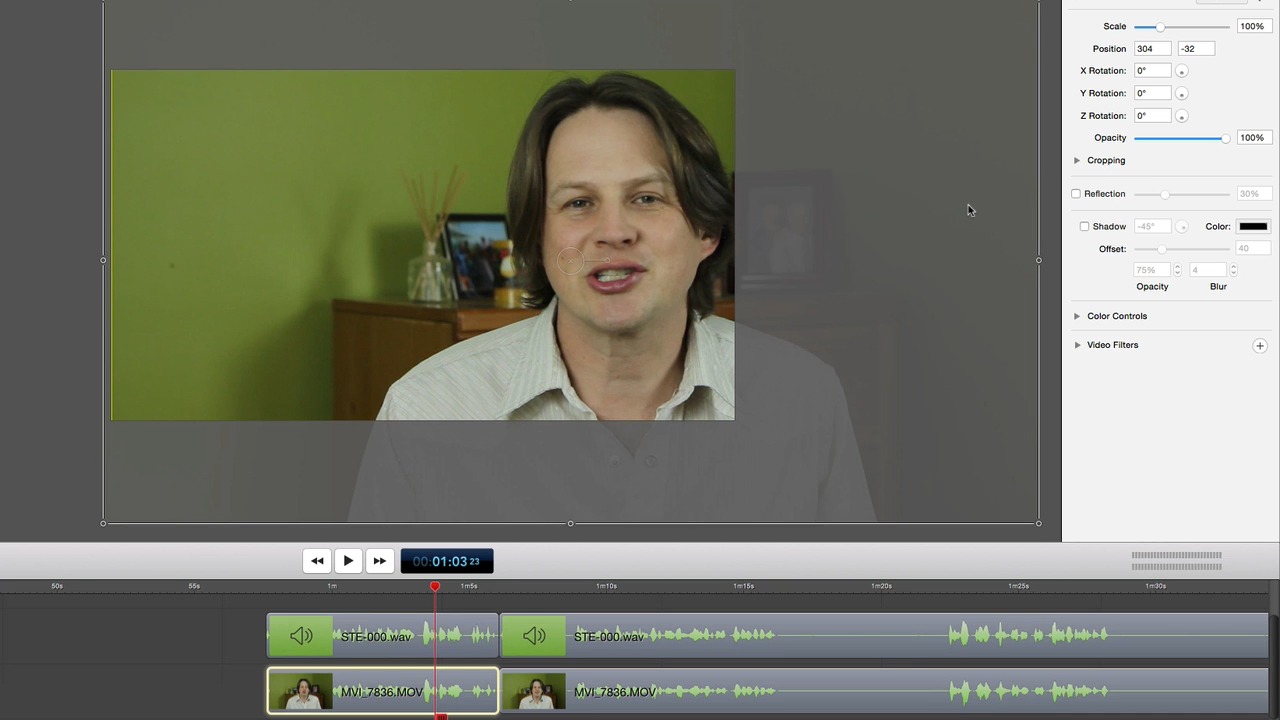 Scale 100%
Position 304 -32
X Rotation: 0°
Y Rotation: 0°
Z Rotation: 0°
Opacity 100%
Cropping
Reflection 30%
Shadow -45° Color:
Offset: 40
75% 4
Opacity Blur
Color Controls
Video Filters
00:01:03 23
50s 55s 1m 1m5s 1m10s 1m15s 1m20s 1m25s 1m30s
STE-000.wav STE-000.wav
MVI_7836.MOV MVI_7836.MOV